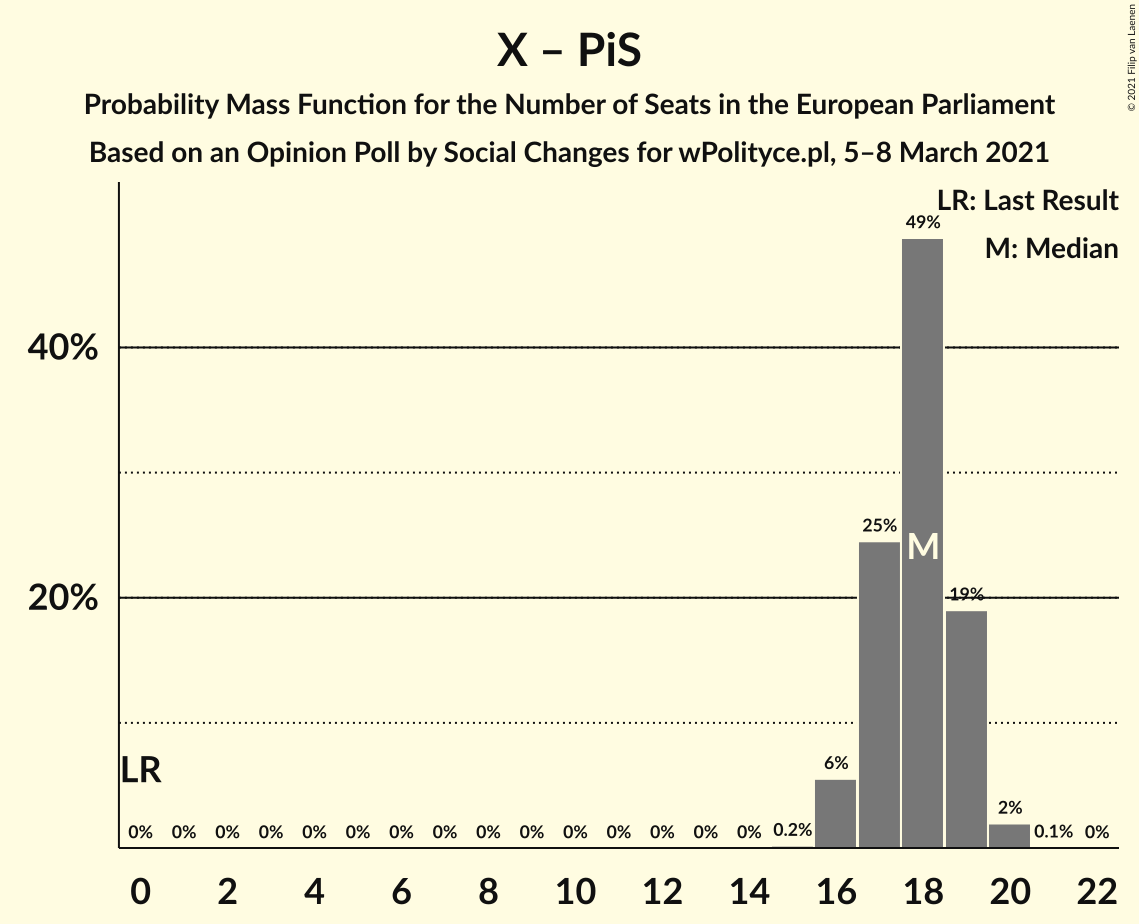 X – PiS
Probability Mass Function for the Number of Seats in the European Parliament
Based on an Opinion Poll by Social Changes for wPolityce.pl, 5–8 March 2021
© 2021 Filip van Laenen
LR: Last Result
M: Median
49%
40%
25%
M
20%
19%
LR
6%
2%
0% 0% 0% 0% 0% 0% 0% 0% 0% 0% 0% 0% 0% 0% 0% 0.2% 0.1% 0%
0 2 4 6 8 10 12 14 16 18 20 22